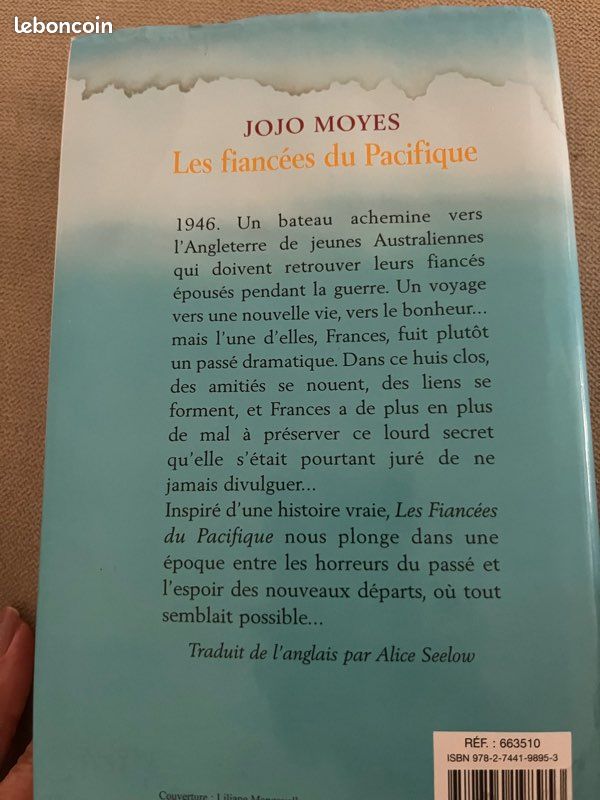 leboncoin
JOJO MOYES
Les fiancées du Pacifique
1946. Un bateau achemine vers
l'Angleterre de jeunes Australiennes
qui doivent retrouver leurs fiancés
épousés pendant la guerre. Un voyage
vers une nouvelle vie, vers le bonheur...
mais l'une d'elles, Frances, fuit plutôt
un passé dramatique. Dans ce huis clos,
des amitiés se nouent, des liens se
forment, et Frances a de plus en plus
de mal à préserver ce lourd secret
qu'elle s'était pourtant juré de ne
jamais divulguer...
Inspiré d'une histoire vraie, Les Fiancées
du Pacifique nous plonge dans une
époque entre les horreurs du passé et
l'espoir des nouveaux départs, où tout
semblait possible...
Traduit de l'anglais par Alice Seelow
RÉF. : 663510
ISBN 978-2-7441-9895-3
Couverture : Liliane